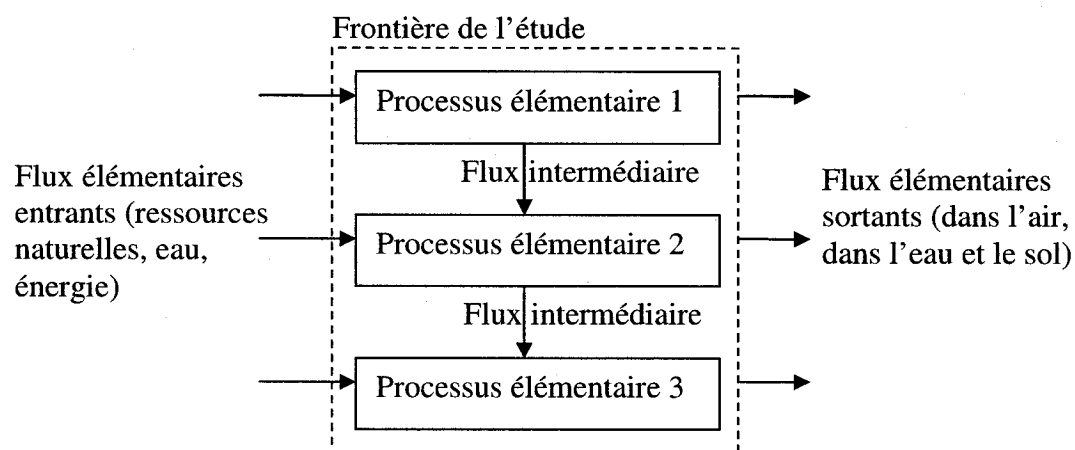 Frontière de l'étude
Processus élémentaire 1
Flux intermédiaire
Flux élémentaires
entrants (ressources
naturelles, eau,
énergie)
Processus élémentaire 2
Flux élémentaires
sortants (dans l'air,
dans l'eau et le sol)
Flux intermédiaire
Processus élémentaire 3